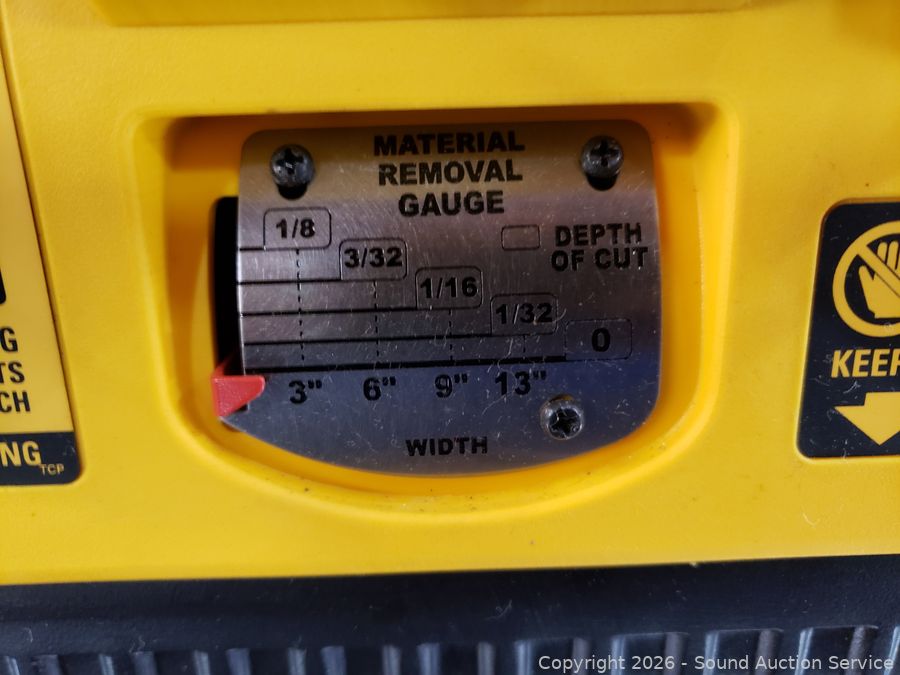 MATERIAL
REMOVAL
GAUGE
1/8
DEPTH
OF CUT
3/32
1/16
1/32
0
3" 6" 9" 13"
WIDTH
G
TS
CH
NG
TCP
KEEP
Copyright 2026 - Sound Auction Service